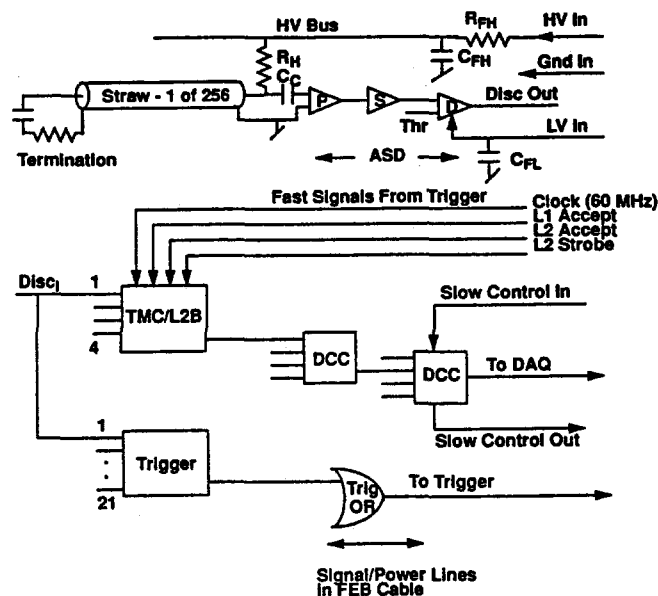 HV Bus
R_FH
HV In
R_H
C_FH
Gnd In
C_C
Straw - 1 of 256
P
S
D
Disc Out
Thr
LV In
Termination
ASD
C_FL
Fast Signals From Trigger
Clock (60 MHz)
L1 Accept
L2 Accept
L2 Strobe
Disc_I
1
TMC/L2B
4
Slow Control In
DCC
DCC
To DAQ
Slow Control Out
1
Trigger
21
Trig
OR
To Trigger
Signal/Power Lines
in FEB Cable